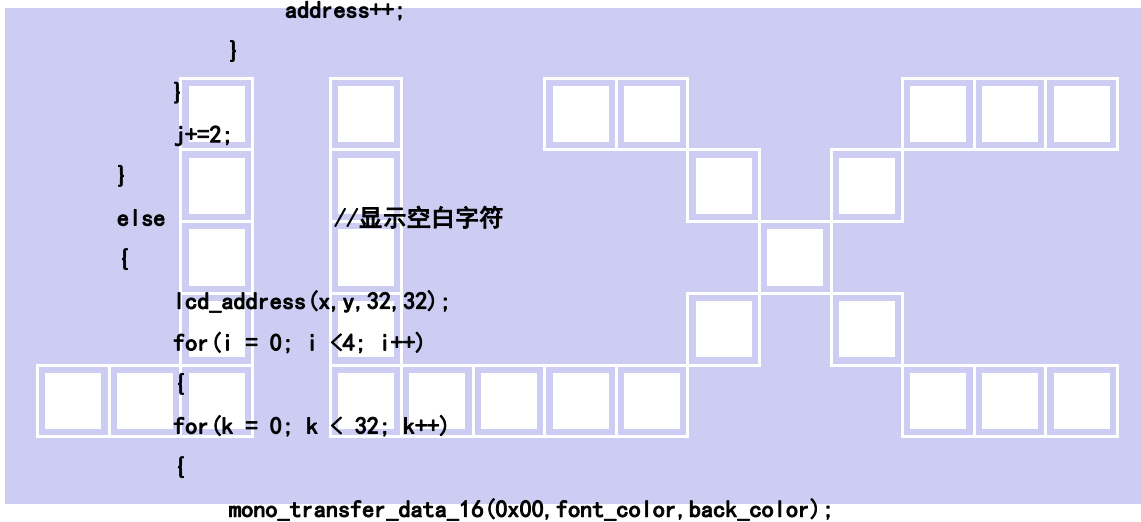 address++;
}
}
j+=2;
}
else //显示空白字符
{
lcd_address(x,y,32,32);
for(i = 0; i <4; i++)
{
for(k = 0; k < 32; k++)
{
mono_transfer_data_16(0x00,font_color,back_color);